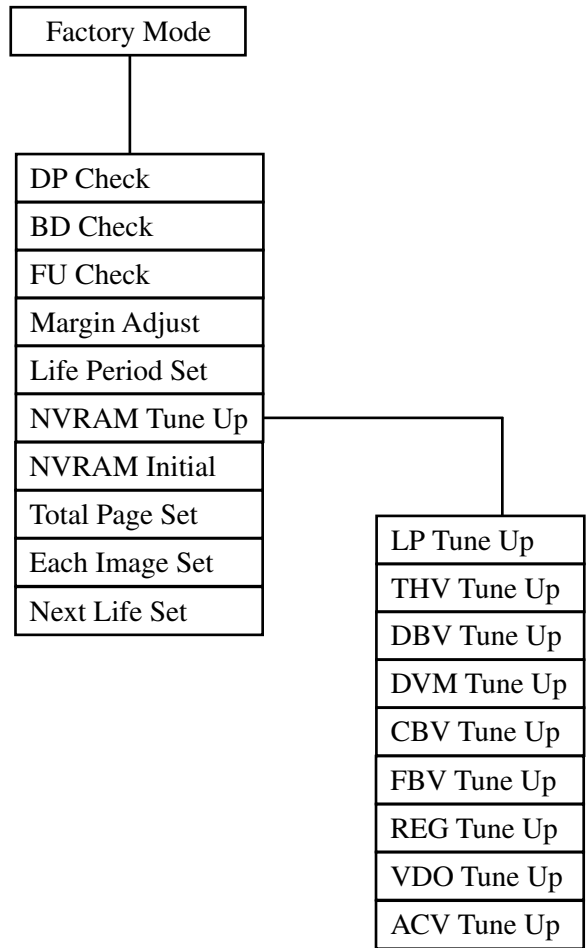 Factory Mode
DP Check
BD Check
FU Check
Margin Adjust
Life Period Set
NVRAM Tune Up
NVRAM Initial
Total Page Set
Each Image Set
Next Life Set
LP Tune Up
THV Tune Up
DBV Tune Up
DVM Tune Up
CBV Tune Up
FBV Tune Up
REG Tune Up
VDO Tune Up
ACV Tune Up